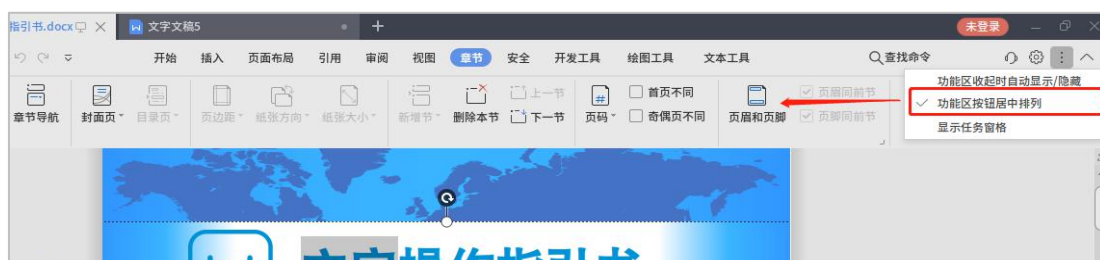 指引书.docx 文字文稿5 未登录
开始 插入 页面布局 引用 审阅 视图 章节 安全 开发工具 绘图工具 文本工具 查找命令
功能区收起时自动显示/隐藏
功能区按钮居中排列
显示任务窗格
上一节 首页不同 页眉同前节
章节导航 封面页 目录页 页边距 纸张方向 纸张大小 新增节 删除本节 下一节 页码 奇偶页不同 页眉和页脚 页脚同前节
文字操作指引书